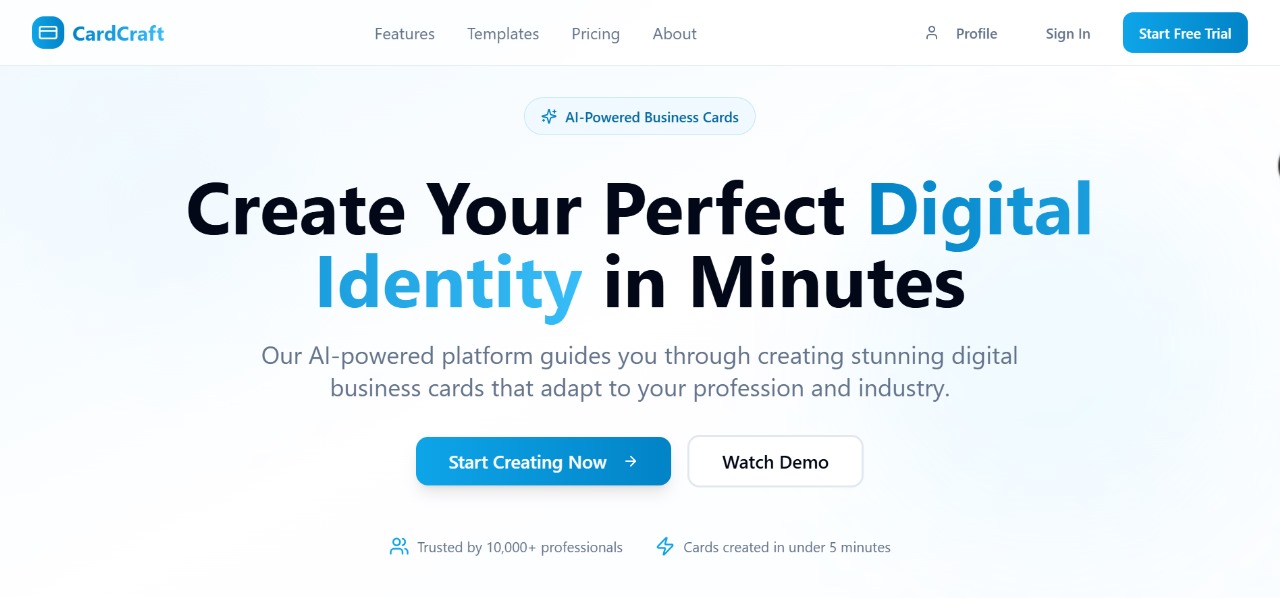 CardCraft
Features Templates Pricing About
Profile Sign In Start Free Trial
AI-Powered Business Cards
Create Your Perfect Digital
Identity in Minutes
Our AI-powered platform guides you through creating stunning digital
business cards that adapt to your profession and industry.
Start Creating Now → Watch Demo
Trusted by 10,000+ professionals Cards created in under 5 minutes